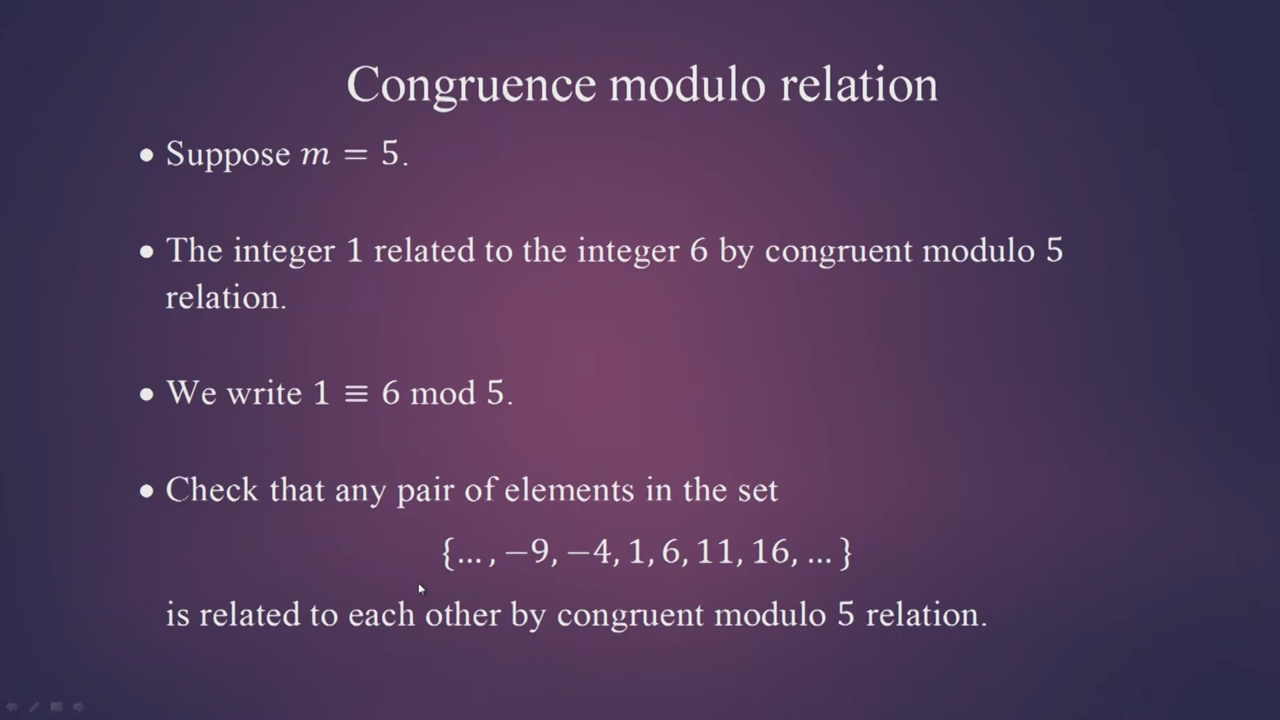 Congruence modulo relation
• Suppose m = 5.
• The integer 1 related to the integer 6 by congruent modulo 5
relation.
• We write 1 ≡ 6 mod 5.
• Check that any pair of elements in the set
{… , −9, −4, 1, 6, 11, 16, … }
is related to each other by congruent modulo 5 relation.